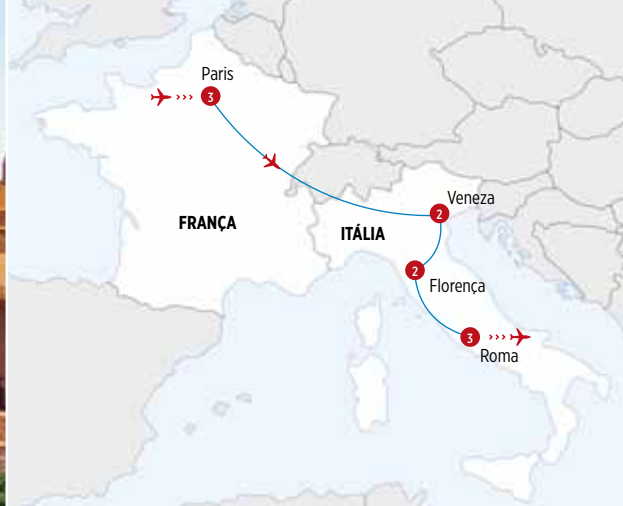 Paris
3
2
Veneza
FRANÇA
ITÁLIA
2
Florença
3
Roma